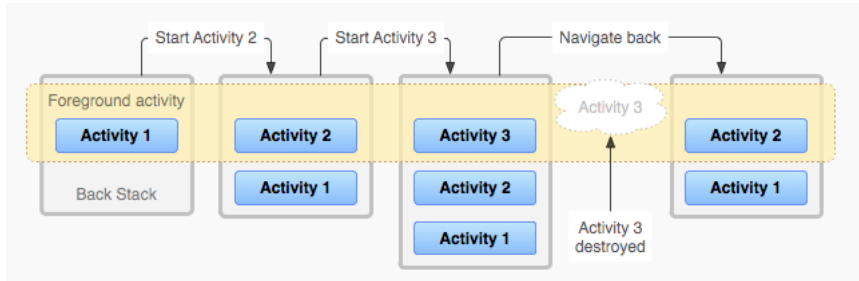 Start Activity 2
Start Activity 3
Navigate back
Foreground activity
Activity 1
Back Stack
Activity 2
Activity 1
Activity 3
Activity 2
Activity 1
Activity 3
Activity 3
destroyed
Activity 2
Activity 1